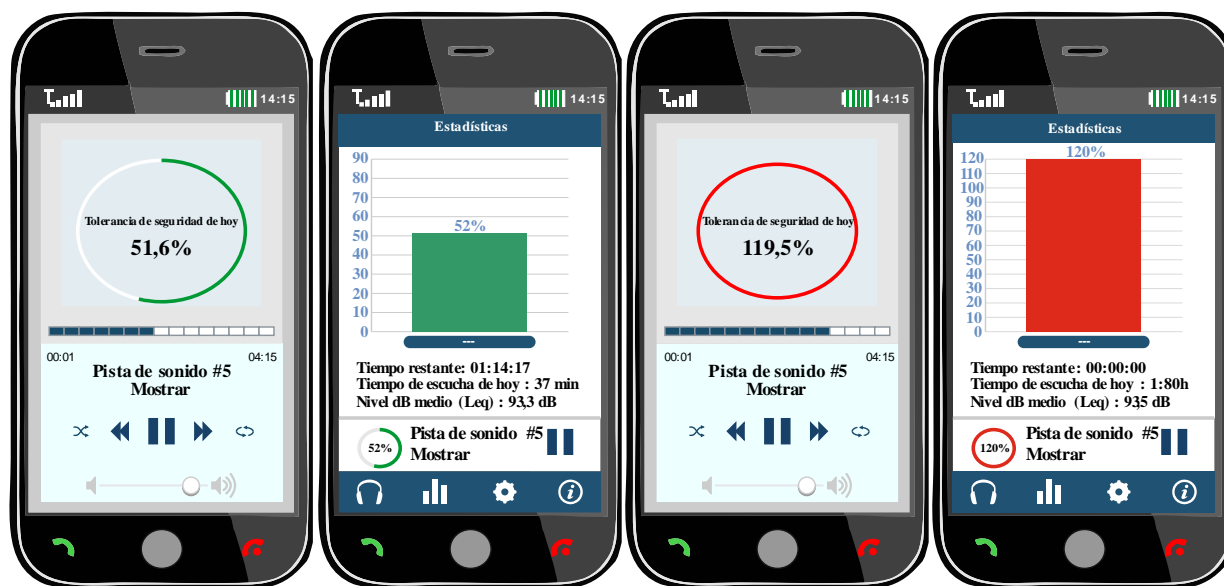 14:15
Tolerancia de seguridad de hoy
51,6%
00:01 04:15
Pista de sonido #5
Mostrar
14:15
Estadísticas
90
80
70
60
50
40
30
20
10
0
52%
---
Tiempo restante: 01:14:17
Tiempo de escucha de hoy : 37 min
Nivel dB medio (Leq) : 93,3 dB
52%
Pista de sonido #5
Mostrar
i
14:15
Tolerancia de seguridad de hoy
119,5%
00:01 04:15
Pista de sonido #5
Mostrar
14:15
Estadísticas
120
110
100
90
80
70
60
50
40
30
20
10
0
120%
---
Tiempo restante: 00:00:00
Tiempo de escucha de hoy : 1:80h
Nivel dB medio (Leq) : 93,5 dB
120%
Pista de sonido #5
Mostrar
i